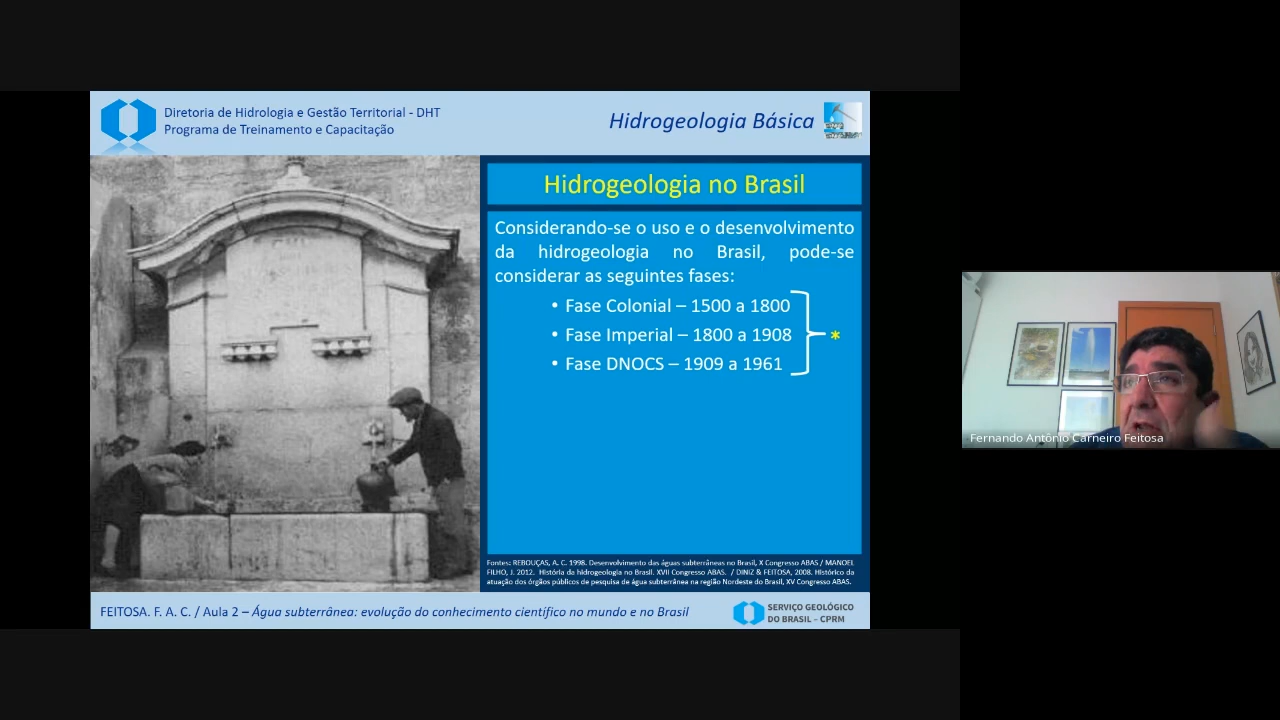 Diretoria de Hidrologia e Gestão Territorial - DHT
Programa de Treinamento e Capacitação
Hidrogeologia Básica
Hidrogeologia no Brasil
Considerando-se o uso e o desenvolvimento
da hidrogeologia no Brasil, pode-se
considerar as seguintes fases:
• Fase Colonial – 1500 a 1800
• Fase Imperial – 1800 a 1908
• Fase DNOCS – 1909 a 1961
*
Fontes: REBOUÇAS, A. C. 1998. Desenvolvimento das águas subterrâneas no Brasil, X Congresso ABAS / MANOEL
FILHO, J. 2012. História da hidrogeologia no Brasil. XVII Congresso ABAS. / DINIZ & FEITOSA, 2008. Histórico da
atuação dos órgãos públicos de pesquisa de água subterrânea na região Nordeste do Brasil, XV Congresso ABAS.
FEITOSA. F. A. C. / Aula 2 – Água subterrânea: evolução do conhecimento científico no mundo e no Brasil
SERVIÇO GEOLÓGICO
DO BRASIL – CPRM
Fernando Antônio Carneiro Feitosa